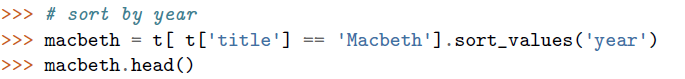 >>> # sort by year
>>> macbeth = t[ t['title'] == 'Macbeth'].sort_values('year')
>>> macbeth.head()